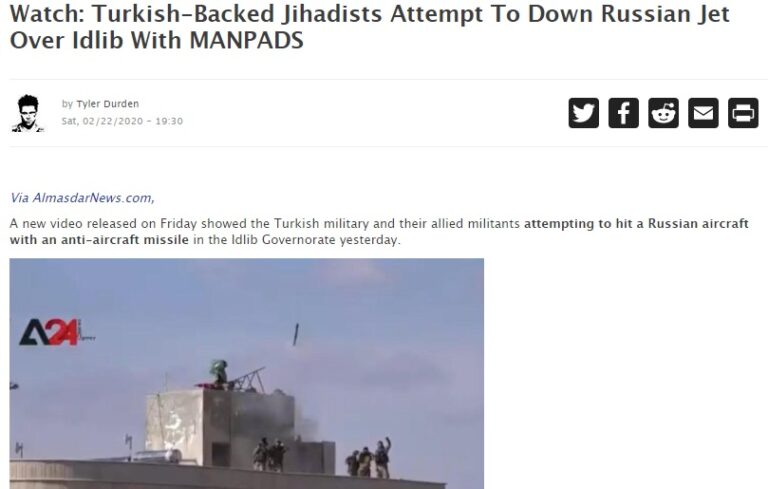 Watch: Turkish-Backed Jihadists Attempt To Down Russian Jet
Over Idlib With MANPADS
by Tyler Durden
Sat, 02/22/2020 - 19:30
Via AlmasdarNews.com,
A new video released on Friday showed the Turkish military and their allied militants attempting to hit a Russian aircraft
with an anti-aircraft missile in the Idlib Governorate yesterday.
A24